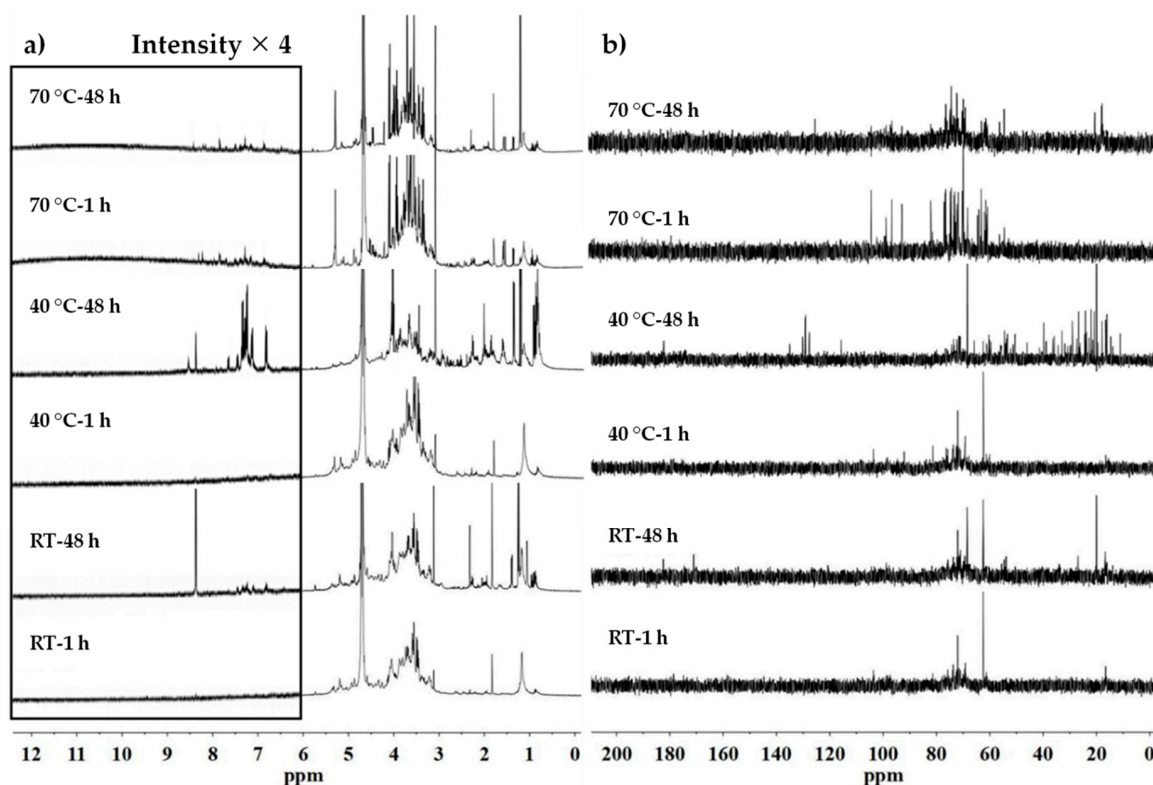 a) Intensity × 4
70 °C-48 h
70 °C-1 h
40 °C-48 h
40 °C-1 h
RT-48 h
RT-1 h
12 11 10 9 8 7 6 5 4 3 2 1 0
ppm
b)
70 °C-48 h
70 °C-1 h
40 °C-48 h
40 °C-1 h
RT-48 h
RT-1 h
200 180 160 140 120 100 80 60 40 20 0
ppm